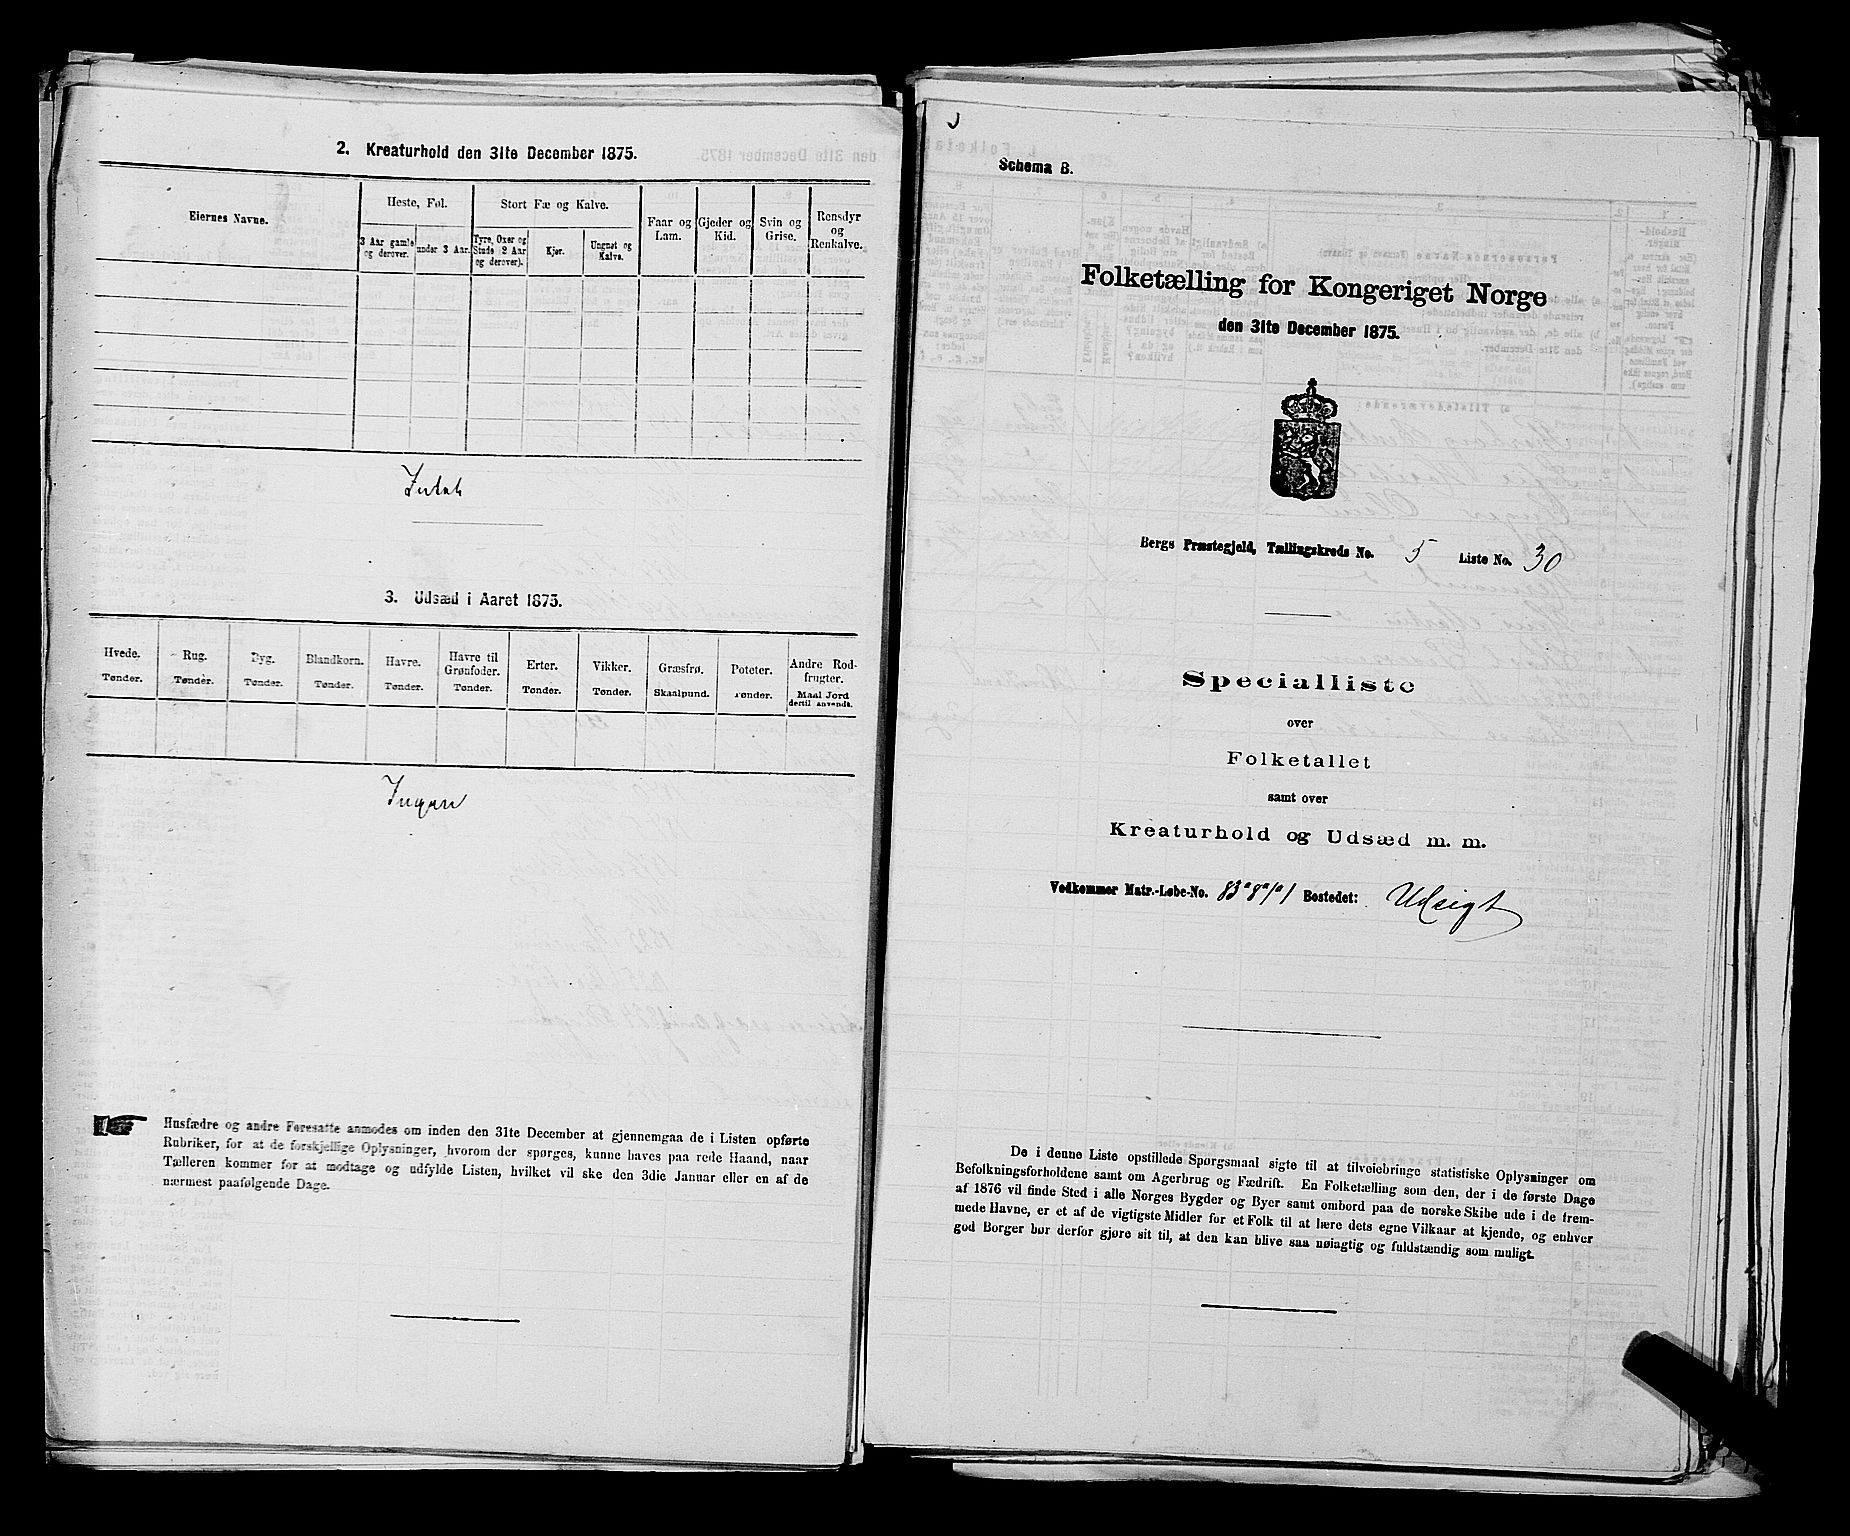 2. Kreaturhold den 31te December 1875.
Eiernes Navne.
Heste, Føl.
Stort Fæ og Kalve.
Faar og Lam.
Gjeder og Kid.
Svin og Grise.
Rensdyr og Renkalve.
3 Aar gamle og derover.
under 3 Aar.
Tyre, Oxer og Stude 2 Aar og derover).
Kjør.
Ungnøt og Kalve.
3. Udsæd i Aaret 1875.
Hvede. Rug. Byg. Blandkorn. Havre. Havre til Grønfoder. Erter. Vikker. Græsfrø. Poteter. Andre Rodfrugter.
Tønder. Tønder. Tønder. Tønder. Tønder. Tønder. Tønder. Tønder. Skaalpund. Tønder. Maal Jord dertil anvendt.
Ingen
Husfædre og andre Foresatte anmodes om inden den 31te December at gjennemgaa de i Listen opførte
Rubriker, for at de forskjellige Oplysninger, hvorom der spørges, kunne haves paa rede Haand, naar
Tælleren kommer for at modtage og udfylde Listen, hvilket vil ske den 3die Januar eller en af de
nærmest paafølgende Dage.
Schema B.
Folketælling for Kongeriget Norge
den 31te December 1875.
Bergs Præstegjeld, Tællingskreds No. 5 Liste No. 30
Specialliste
over
Folketallet
samt over
Kreaturhold og Udsæd m. m.
Vedkommer Matr.-Løbe-No. Bostedet: Udsigt
De i denne Liste opstillede Spørgsmaal sigte til at tilveiebringe statistiske Oplysninger om
Befolkningsforholdene samt om Agerbrug og Fædrift. En Folketælling som den, der i de første Dage
af 1876 vil finde Sted i alle Norges Bygder og Byer samt ombord paa de norske Skibe ude i de frem-
mede Havne, er et af de vigtigste Midler for et Folk til at lære dets egne Vilkaar at kjende, og enhver
god Borger bør derfor gjøre sit til, at den kan blive saa nøiagtig og fuldstændig som muligt.